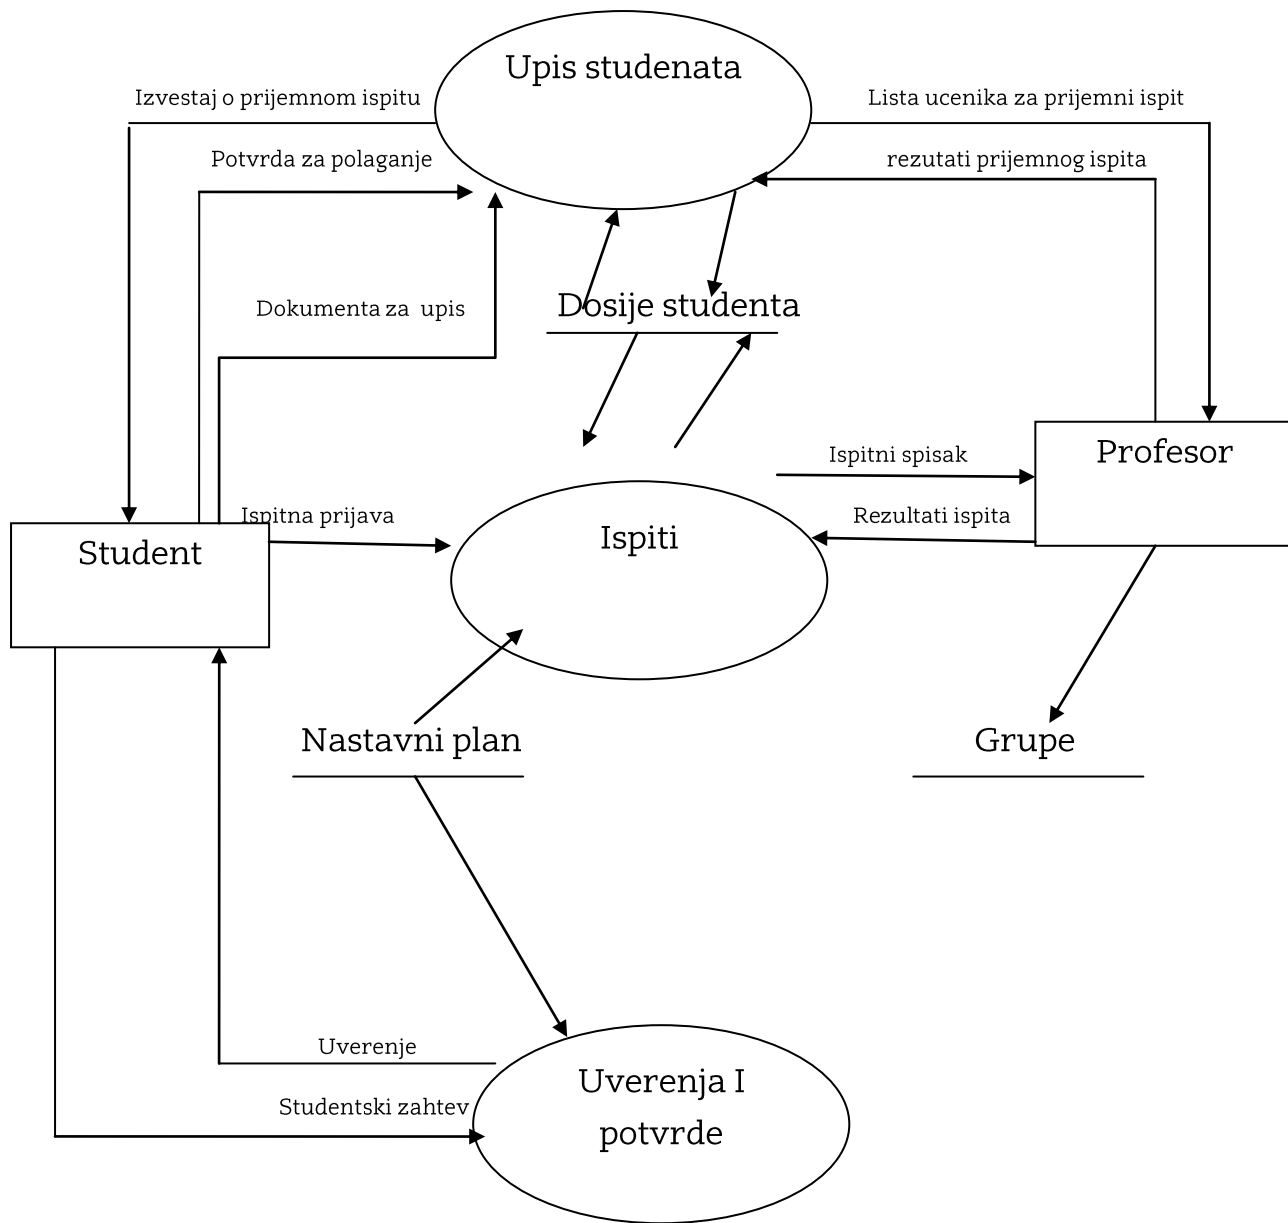 Upis studenata
Izvestaj o prijemnom ispitu
Lista ucenika za prijemni ispit
Potvrda za polaganje
rezutati prijemnog ispita
Dosije studenta
Dokumenta za upis
Ispitni spisak
Profesor
Ispitna prijava
Rezultati ispita
Student
Ispiti
Nastavni plan
Grupe
Uverenje
Uverenja I
potvrde
Studentski zahtev